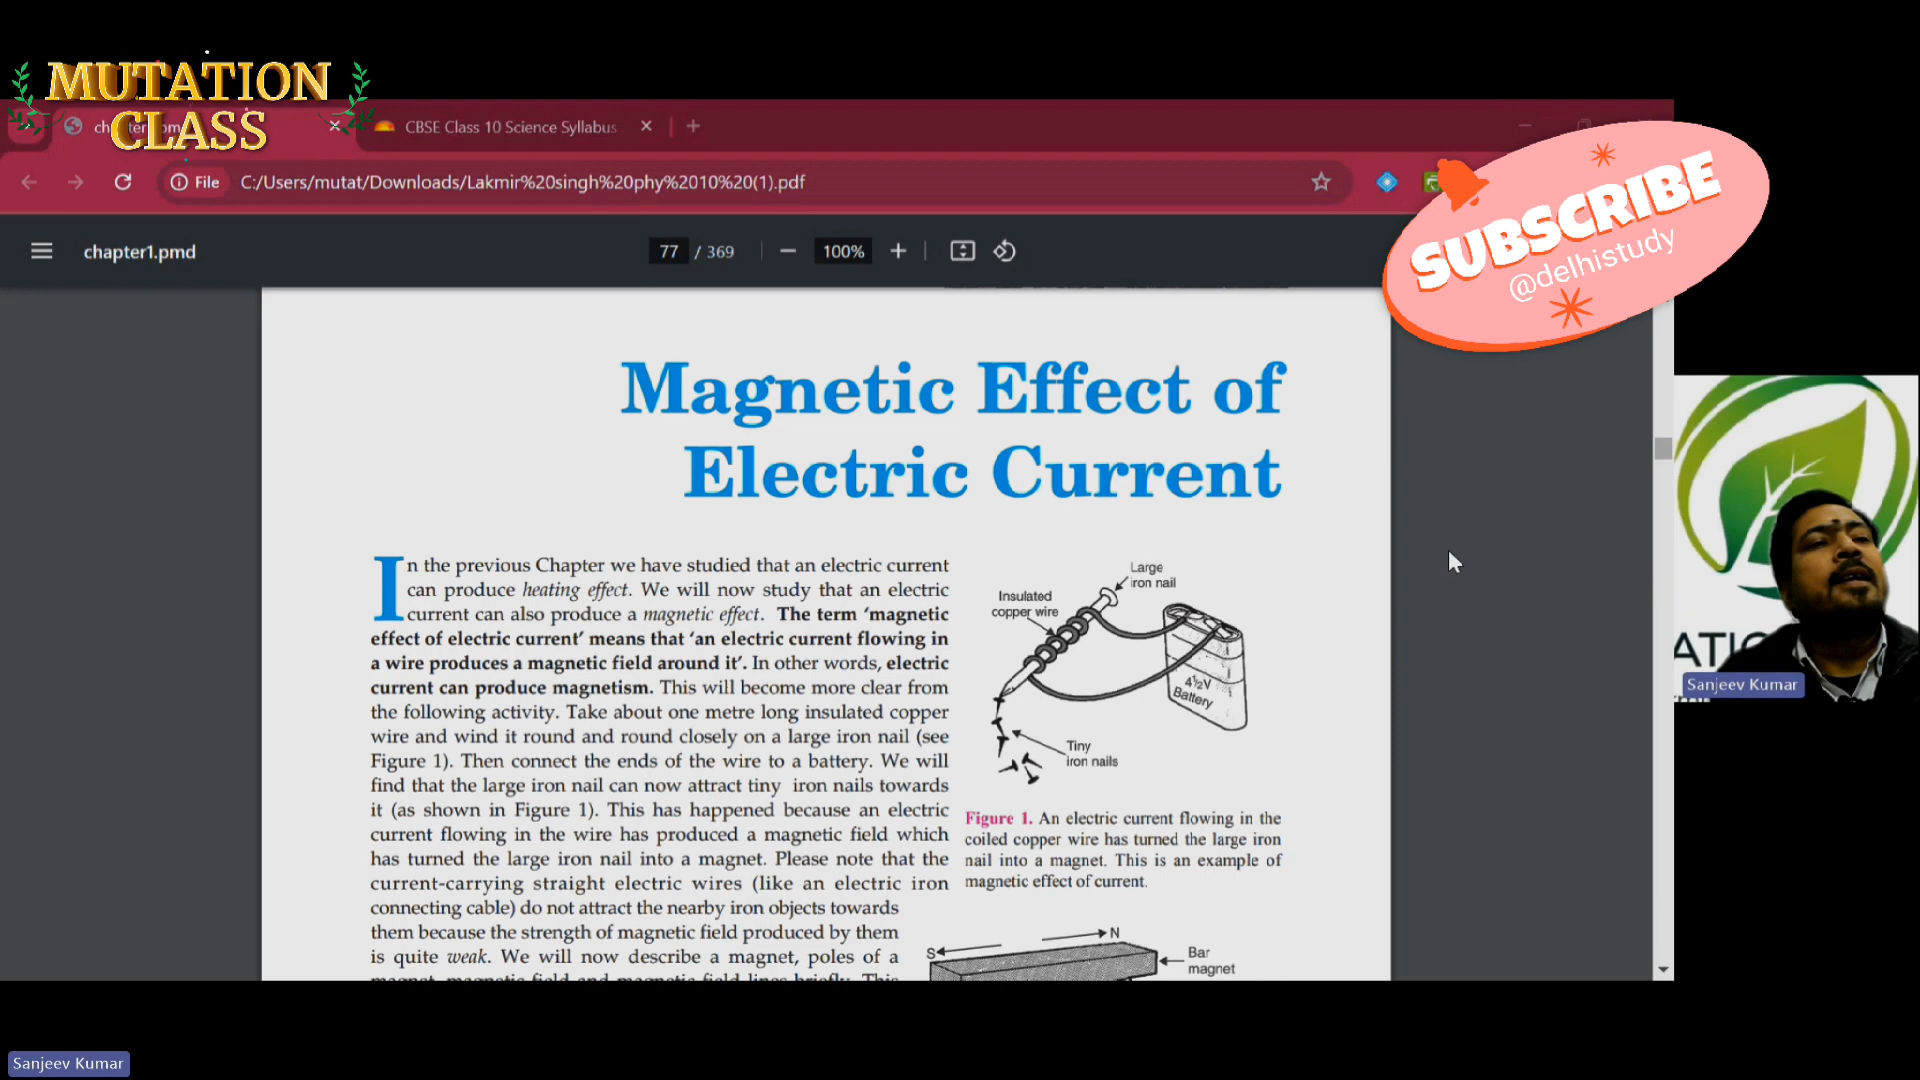 MUTATION
CLASS
CBSE Class 10 Science Syllabus
File
C:/Users/mutat/Downloads/Lakmir%20singh%20phy%2010%20(1).pdf
SUBSCRIBE
@delhistudy
chapter1.pmd
77 / 369
100%
Magnetic Effect of
Electric Current
In the previous Chapter we have studied that an electric current
can produce heating effect. We will now study that an electric
current can also produce a magnetic effect. The term ‘magnetic
effect of electric current’ means that ‘an electric current flowing in
a wire produces a magnetic field around it’. In other words, electric
current can produce magnetism. This will become more clear from
the following activity. Take about one metre long insulated copper
wire and wind it round and round closely on a large iron nail (see
Figure 1). Then connect the ends of the wire to a battery. We will
find that the large iron nail can now attract tiny iron nails towards
it (as shown in Figure 1). This has happened because an electric
current flowing in the wire has produced a magnetic field which
has turned the large iron nail into a magnet. Please note that the
current-carrying straight electric wires (like an electric iron
connecting cable) do not attract the nearby iron objects towards
them because the strength of magnetic field produced by them
is quite weak. We will now describe a magnet, poles of a
magnet, magnetic field and magnetic field lines briefly. This
Large
iron nail
Insulated
copper wire
4½V
Battery
Tiny
iron nails
Figure 1. An electric current flowing in the
coiled copper wire has turned the large iron
nail into a magnet. This is an example of
magnetic effect of current.
S
N
Bar
magnet
Sanjeev Kumar
Sanjeev Kumar